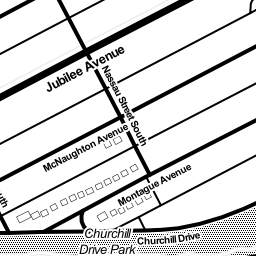 Jubilee Avenue
Nassau Street South
McNaughton Avenue
Montague Avenue
Churchill
Drive Park
Churchill Drive